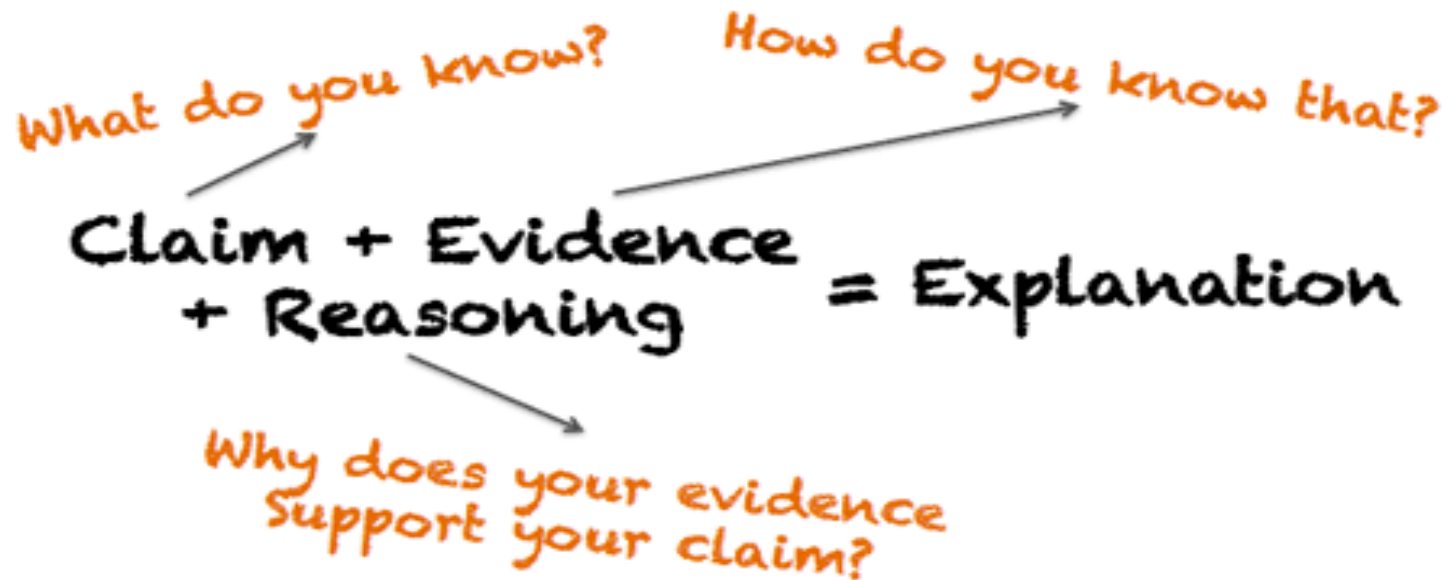 What do you know?
How do you know that?
Claim + Evidence
+ Reasoning
= Explanation
Why does your evidence
Support your claim?